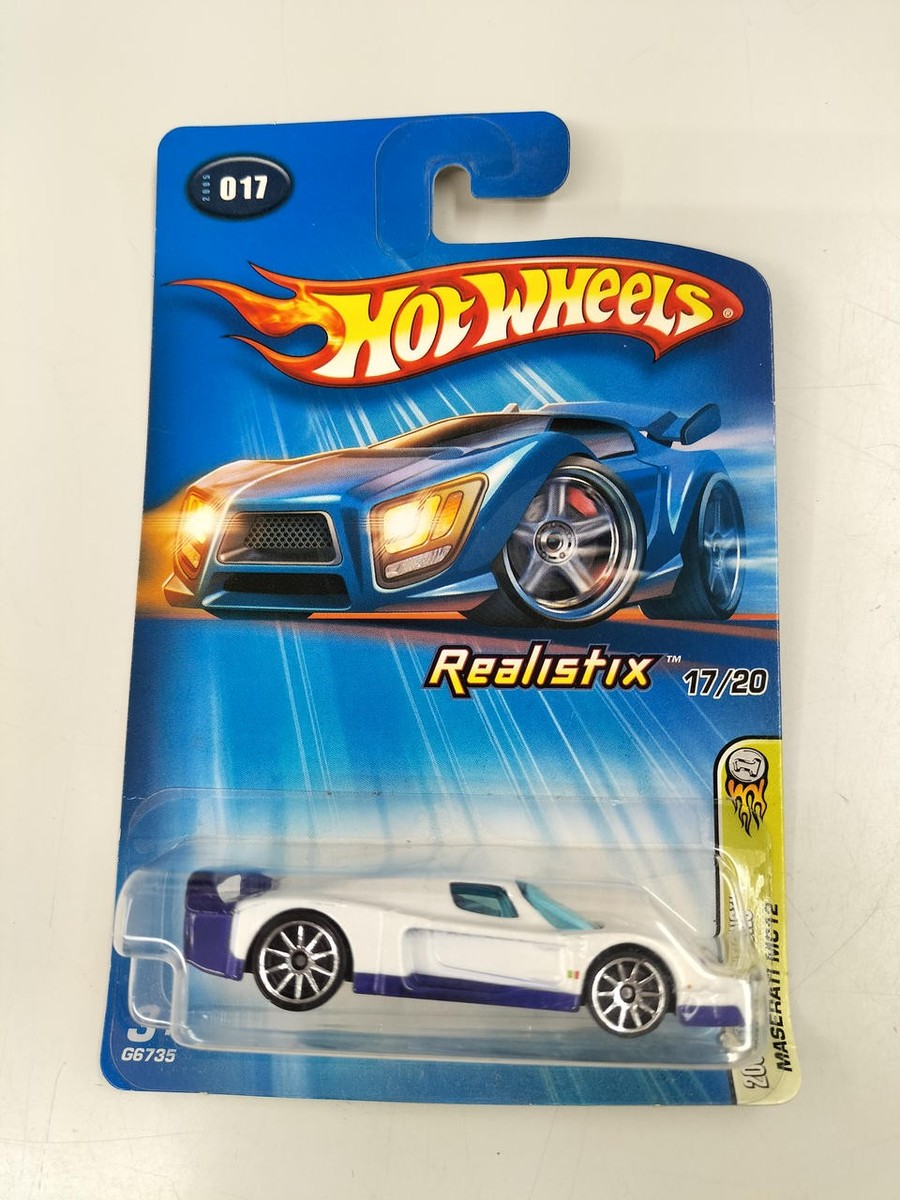 2005
017
HOT WHEELS®
Realistix™
17/20
MASERATI MC12
G6735